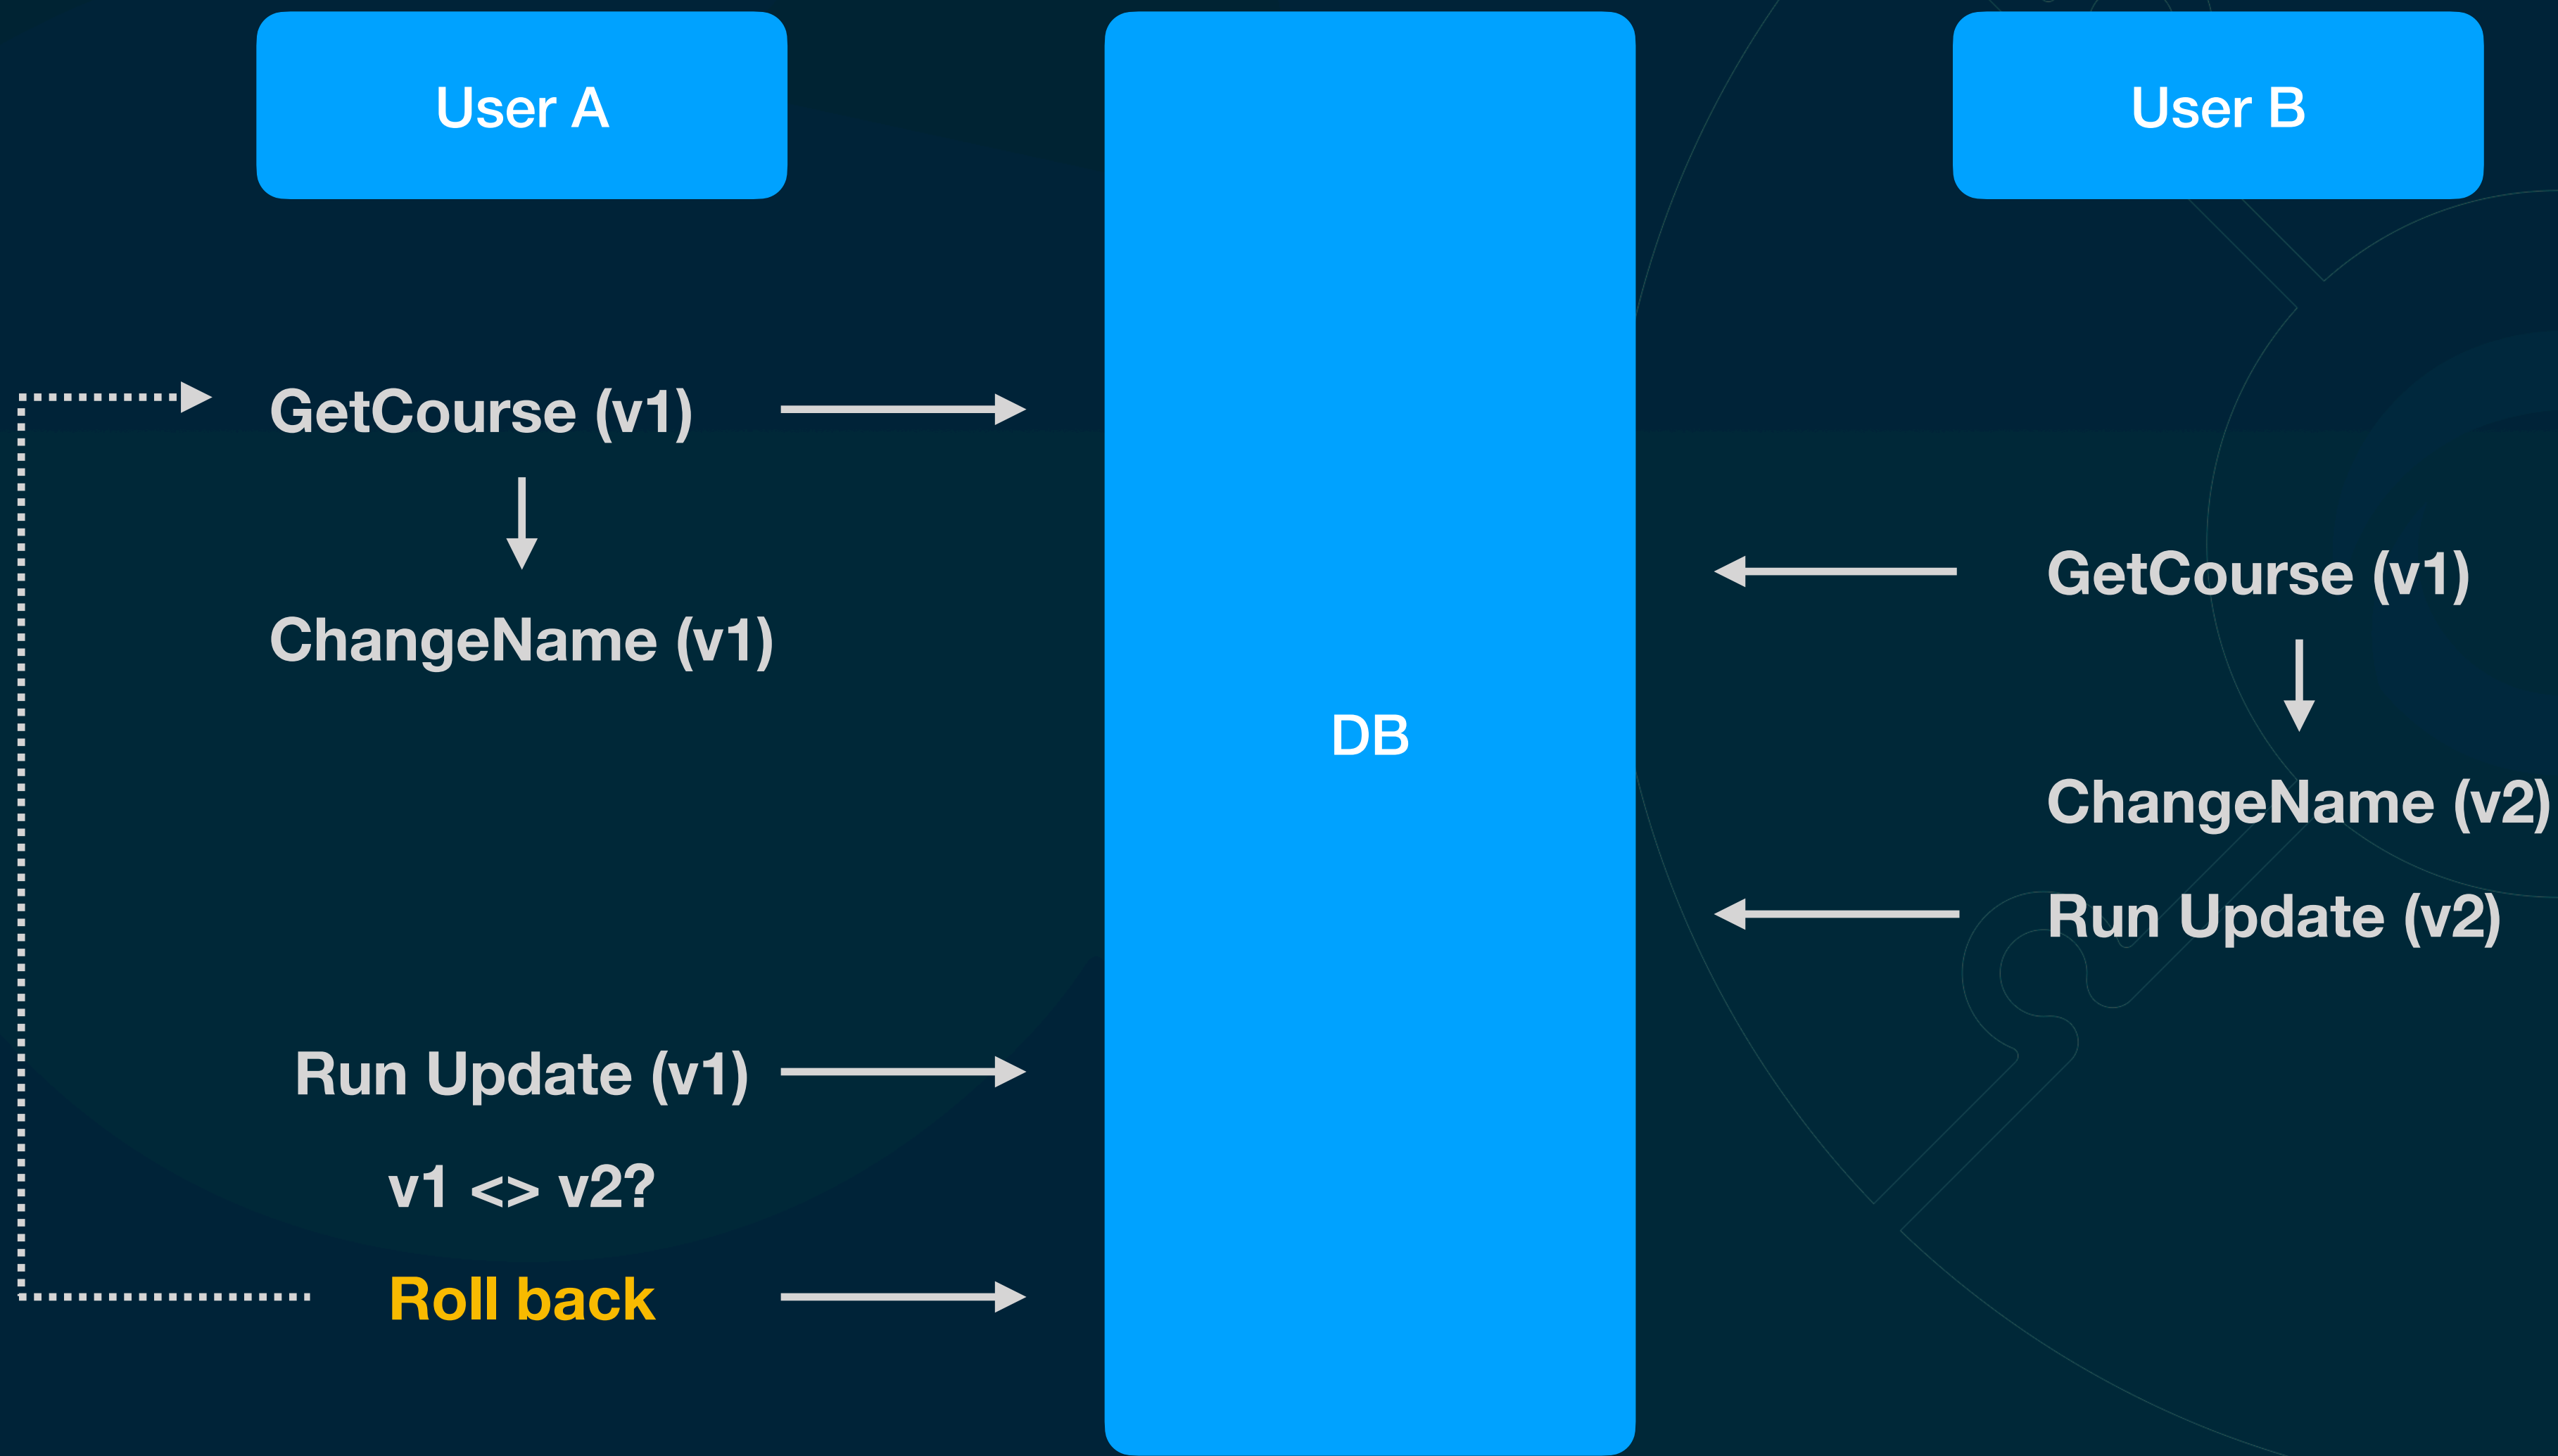 User A
DB
User B
GetCourse (v1)
ChangeName (v1)
GetCourse (v1)
ChangeName (v2)
Run Update (v2)
Run Update (v1)
v1 <> v2?
Roll back